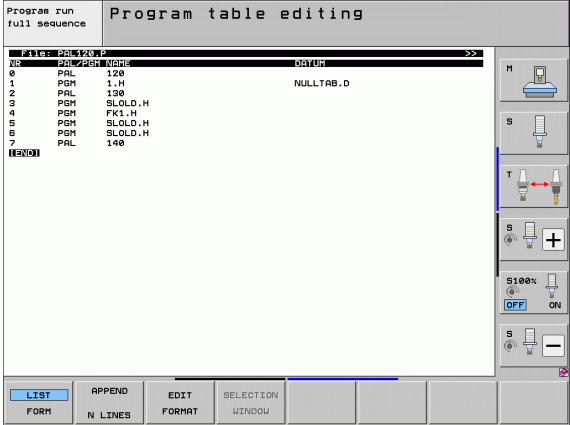 Program run
full sequence
Program table editing
File: PAL120.P >>
NR PAL/PGM NAME DATUM
0 PAL 120
1 PGM 1.H NULLTAB.D
2 PAL 130
3 PGM SLOLD.H
4 PGM FK1.H
5 PGM SLOLD.H
6 PGM SLOLD.H
7 PAL 140
[END]
M
S
T
S
+
S100%
OFF ON
S
−
LIST
FORM
APPEND
N LINES
EDIT
FORMAT
SELECTION
WINDOW